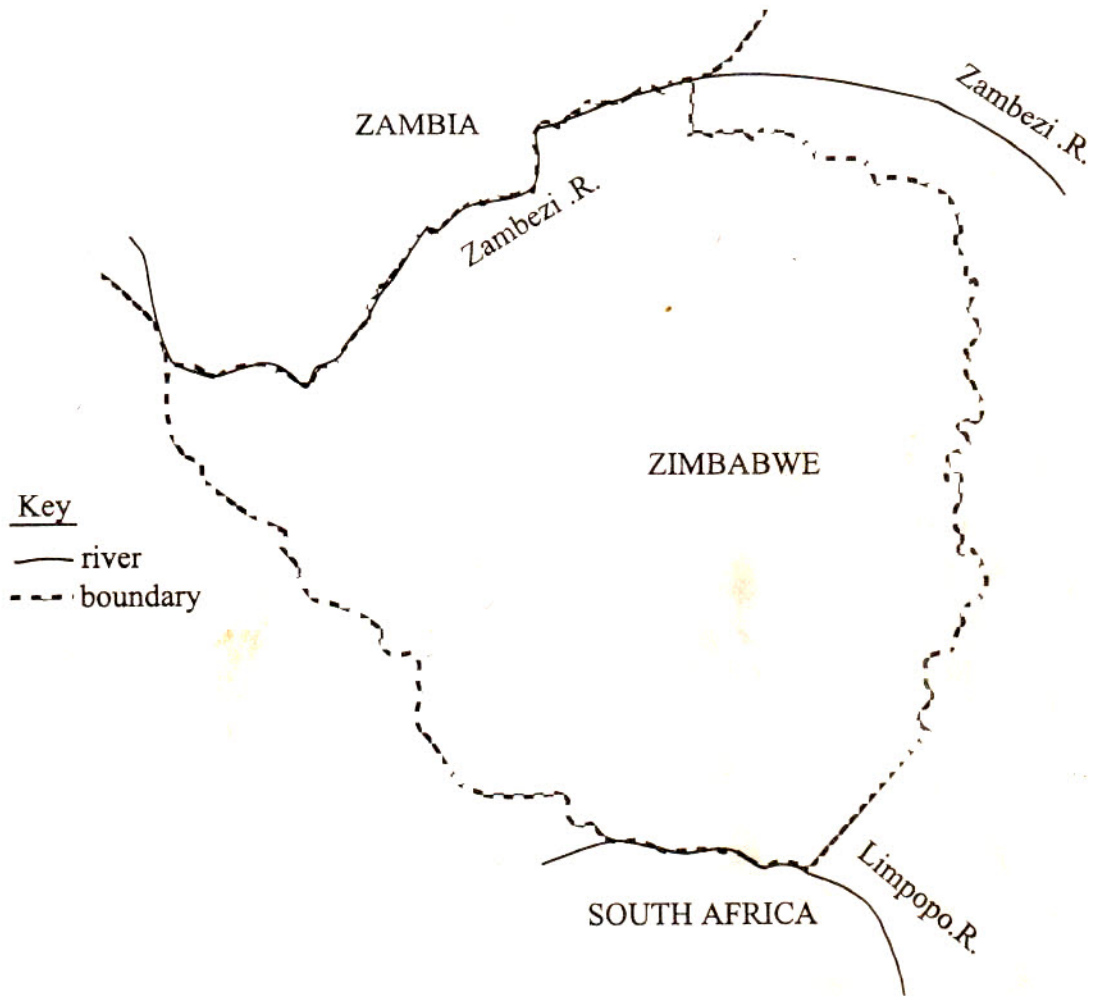 Zambezi .R.
ZAMBIA
Zambezi .R.
ZIMBABWE
Key
river
boundary
Limpopo.R.
SOUTH AFRICA